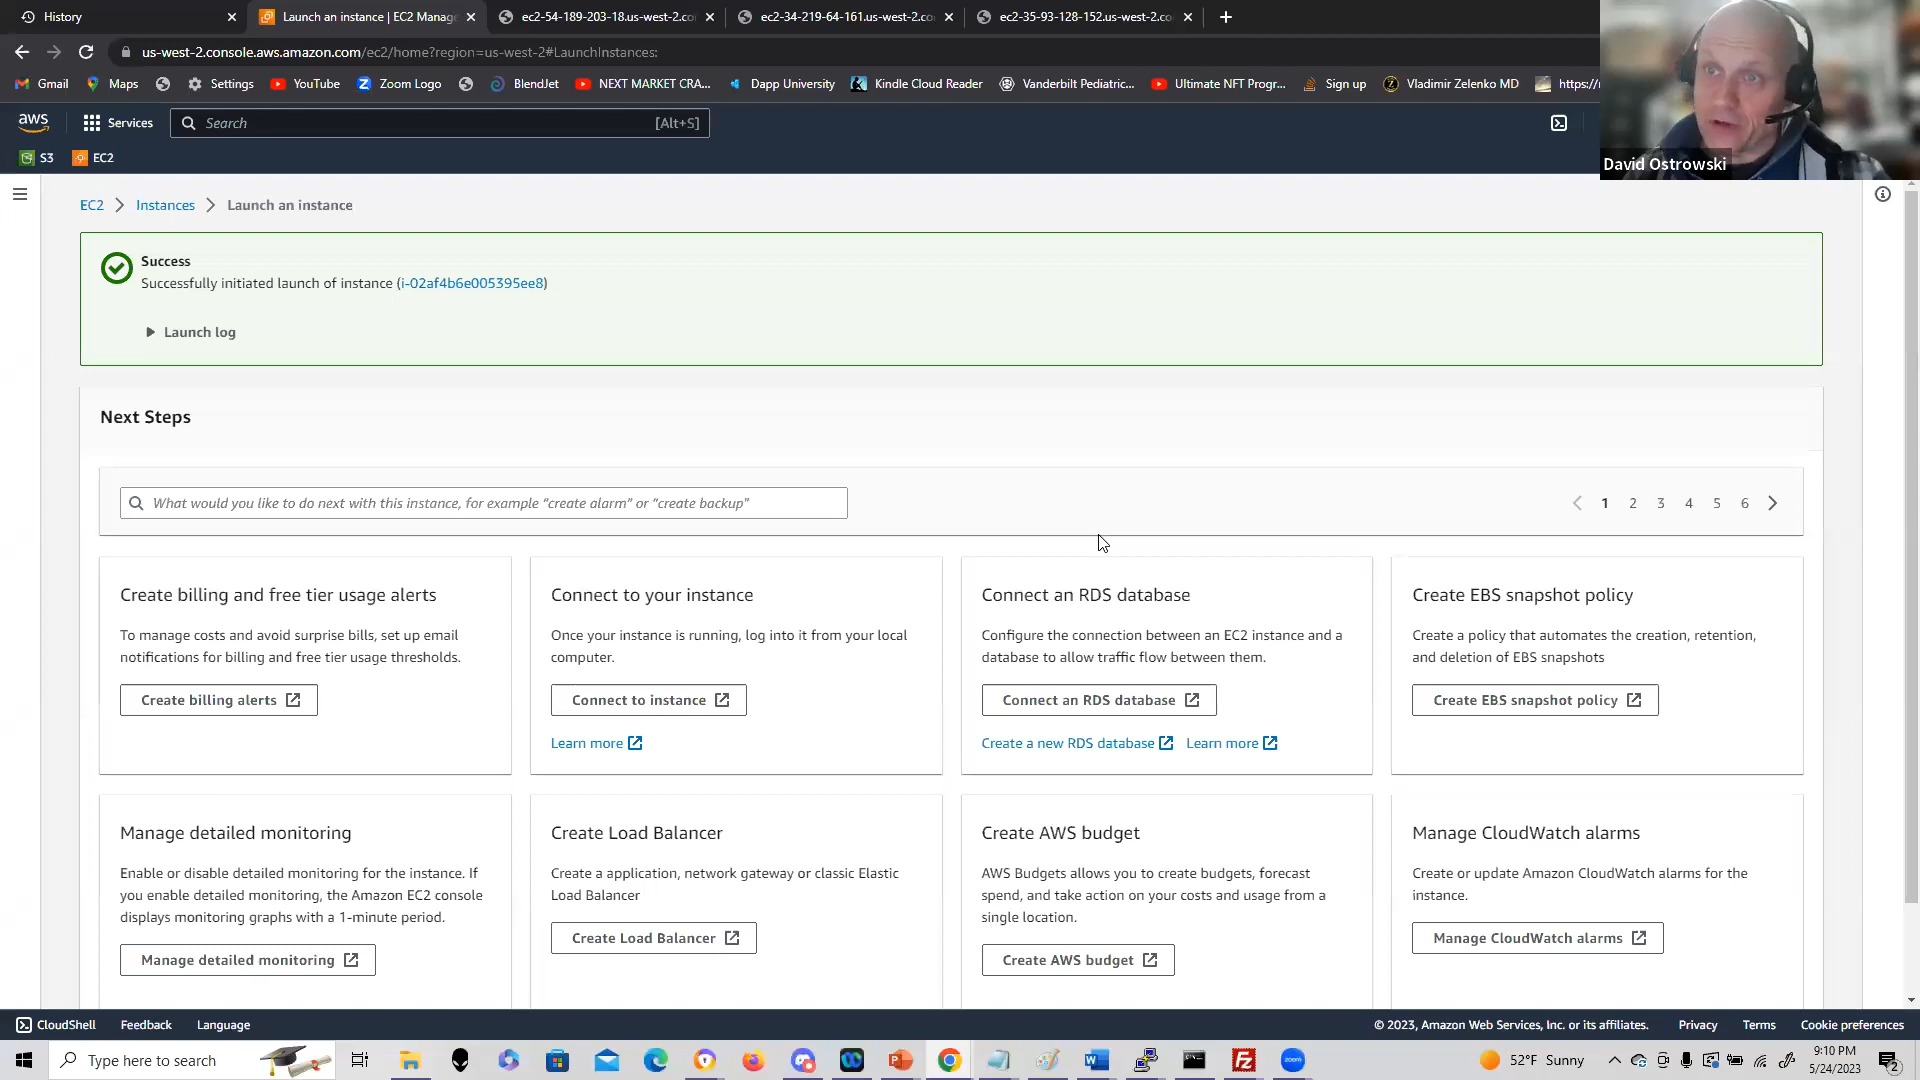 History
Launch an instance | EC2 Manage
ec2-54-189-203-18.us-west-2.co
ec2-34-219-64-161.us-west-2.co
ec2-35-93-128-152.us-west-2.co
us-west-2.console.aws.amazon.com/ec2/home?region=us-west-2#LaunchInstances:
Gmail
Maps
Settings
YouTube
Zoom Logo
BlendJet
NEXT MARKET CRA...
Dapp University
Kindle Cloud Reader
Vanderbilt Pediatric...
Ultimate NFT Progr...
Sign up
Vladimir Zelenko MD
David Ostrowski
aws
Services
Search
[Alt+S]
S3
EC2
EC2 > Instances > Launch an instance
Success
Successfully initiated launch of instance (i-02af4b6e005395ee8)
Launch log
Next Steps
What would you like to do next with this instance, for example "create alarm" or "create backup"
1 2 3 4 5 6
Create billing and free tier usage alerts
To manage costs and avoid surprise bills, set up email
notifications for billing and free tier usage thresholds.
Create billing alerts
Connect to your instance
Once your instance is running, log into it from your local
computer.
Connect to instance
Learn more
Connect an RDS database
Configure the connection between an EC2 instance and a
database to allow traffic flow between them.
Connect an RDS database
Create a new RDS database Learn more
Create EBS snapshot policy
Create a policy that automates the creation, retention,
and deletion of EBS snapshots
Create EBS snapshot policy
Manage detailed monitoring
Enable or disable detailed monitoring for the instance. If
you enable detailed monitoring, the Amazon EC2 console
displays monitoring graphs with a 1-minute period.
Manage detailed monitoring
Create Load Balancer
Create a application, network gateway or classic Elastic
Load Balancer
Create Load Balancer
Create AWS budget
AWS Budgets allows you to create budgets, forecast
spend, and take action on your costs and usage from a
single location.
Create AWS budget
Manage CloudWatch alarms
Create or update Amazon CloudWatch alarms for the
instance.
Manage CloudWatch alarms
CloudShell
Feedback
Language
© 2023, Amazon Web Services, Inc. or its affiliates.
Privacy
Terms
Cookie preferences
Type here to search
zoom
52°F Sunny
9:10 PM
5/24/2023
2